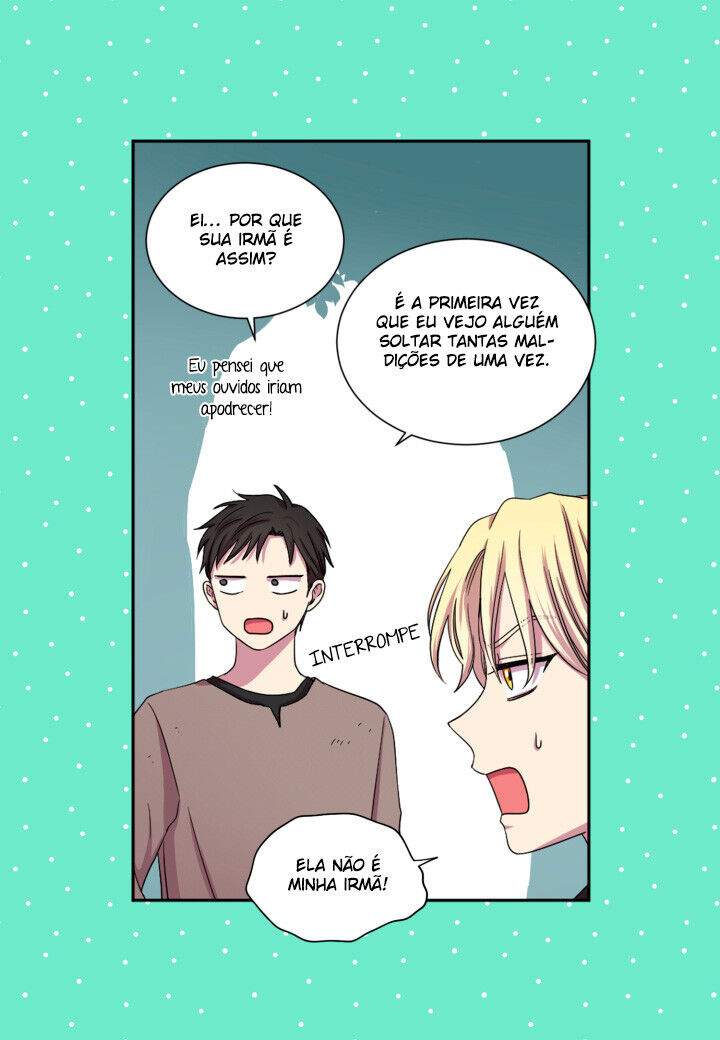 EI... POR QUE
SUA IRMÃ É
ASSIM?
Eu pensei que
meus ouvidos iriam
apodrecer!
É A PRIMEIRA VEZ
QUE EU VEJO ALGUÉM
SOLTAR TANTAS MAL-
DIÇÕES DE UMA VEZ.
INTERROMPE
ELA NÃO É
MINHA IRMÃ!